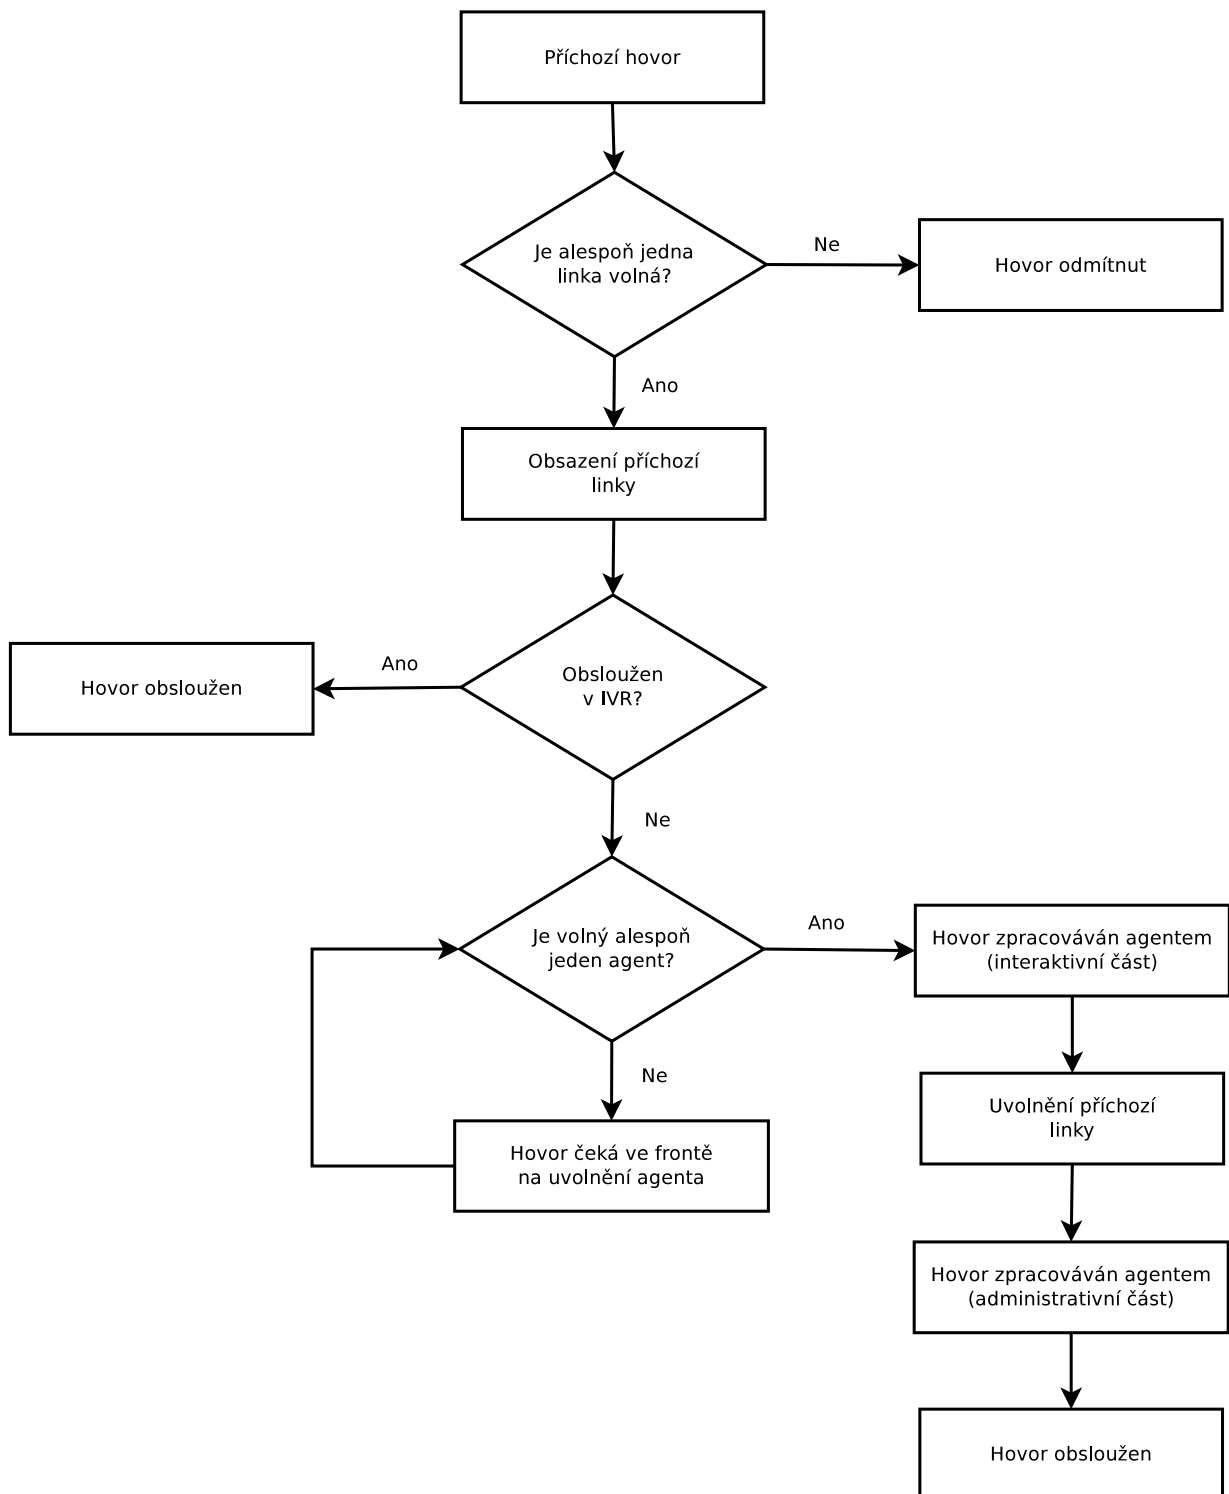 Příchozí hovor
Je alespoň jedna
linka volná?
Ne
Hovor odmítnut
Ano
Obsazení příchozí
linky
Ano
Hovor obsloužen
Obsloužen
v IVR?
Ne
Je volný alespoň
jeden agent?
Ano
Hovor zpracováván agentem
(interaktivní část)
Ne
Hovor čeká ve frontě
na uvolnění agenta
Uvolnění příchozí
linky
Hovor zpracováván agentem
(administrativní část)
Hovor obsloužen